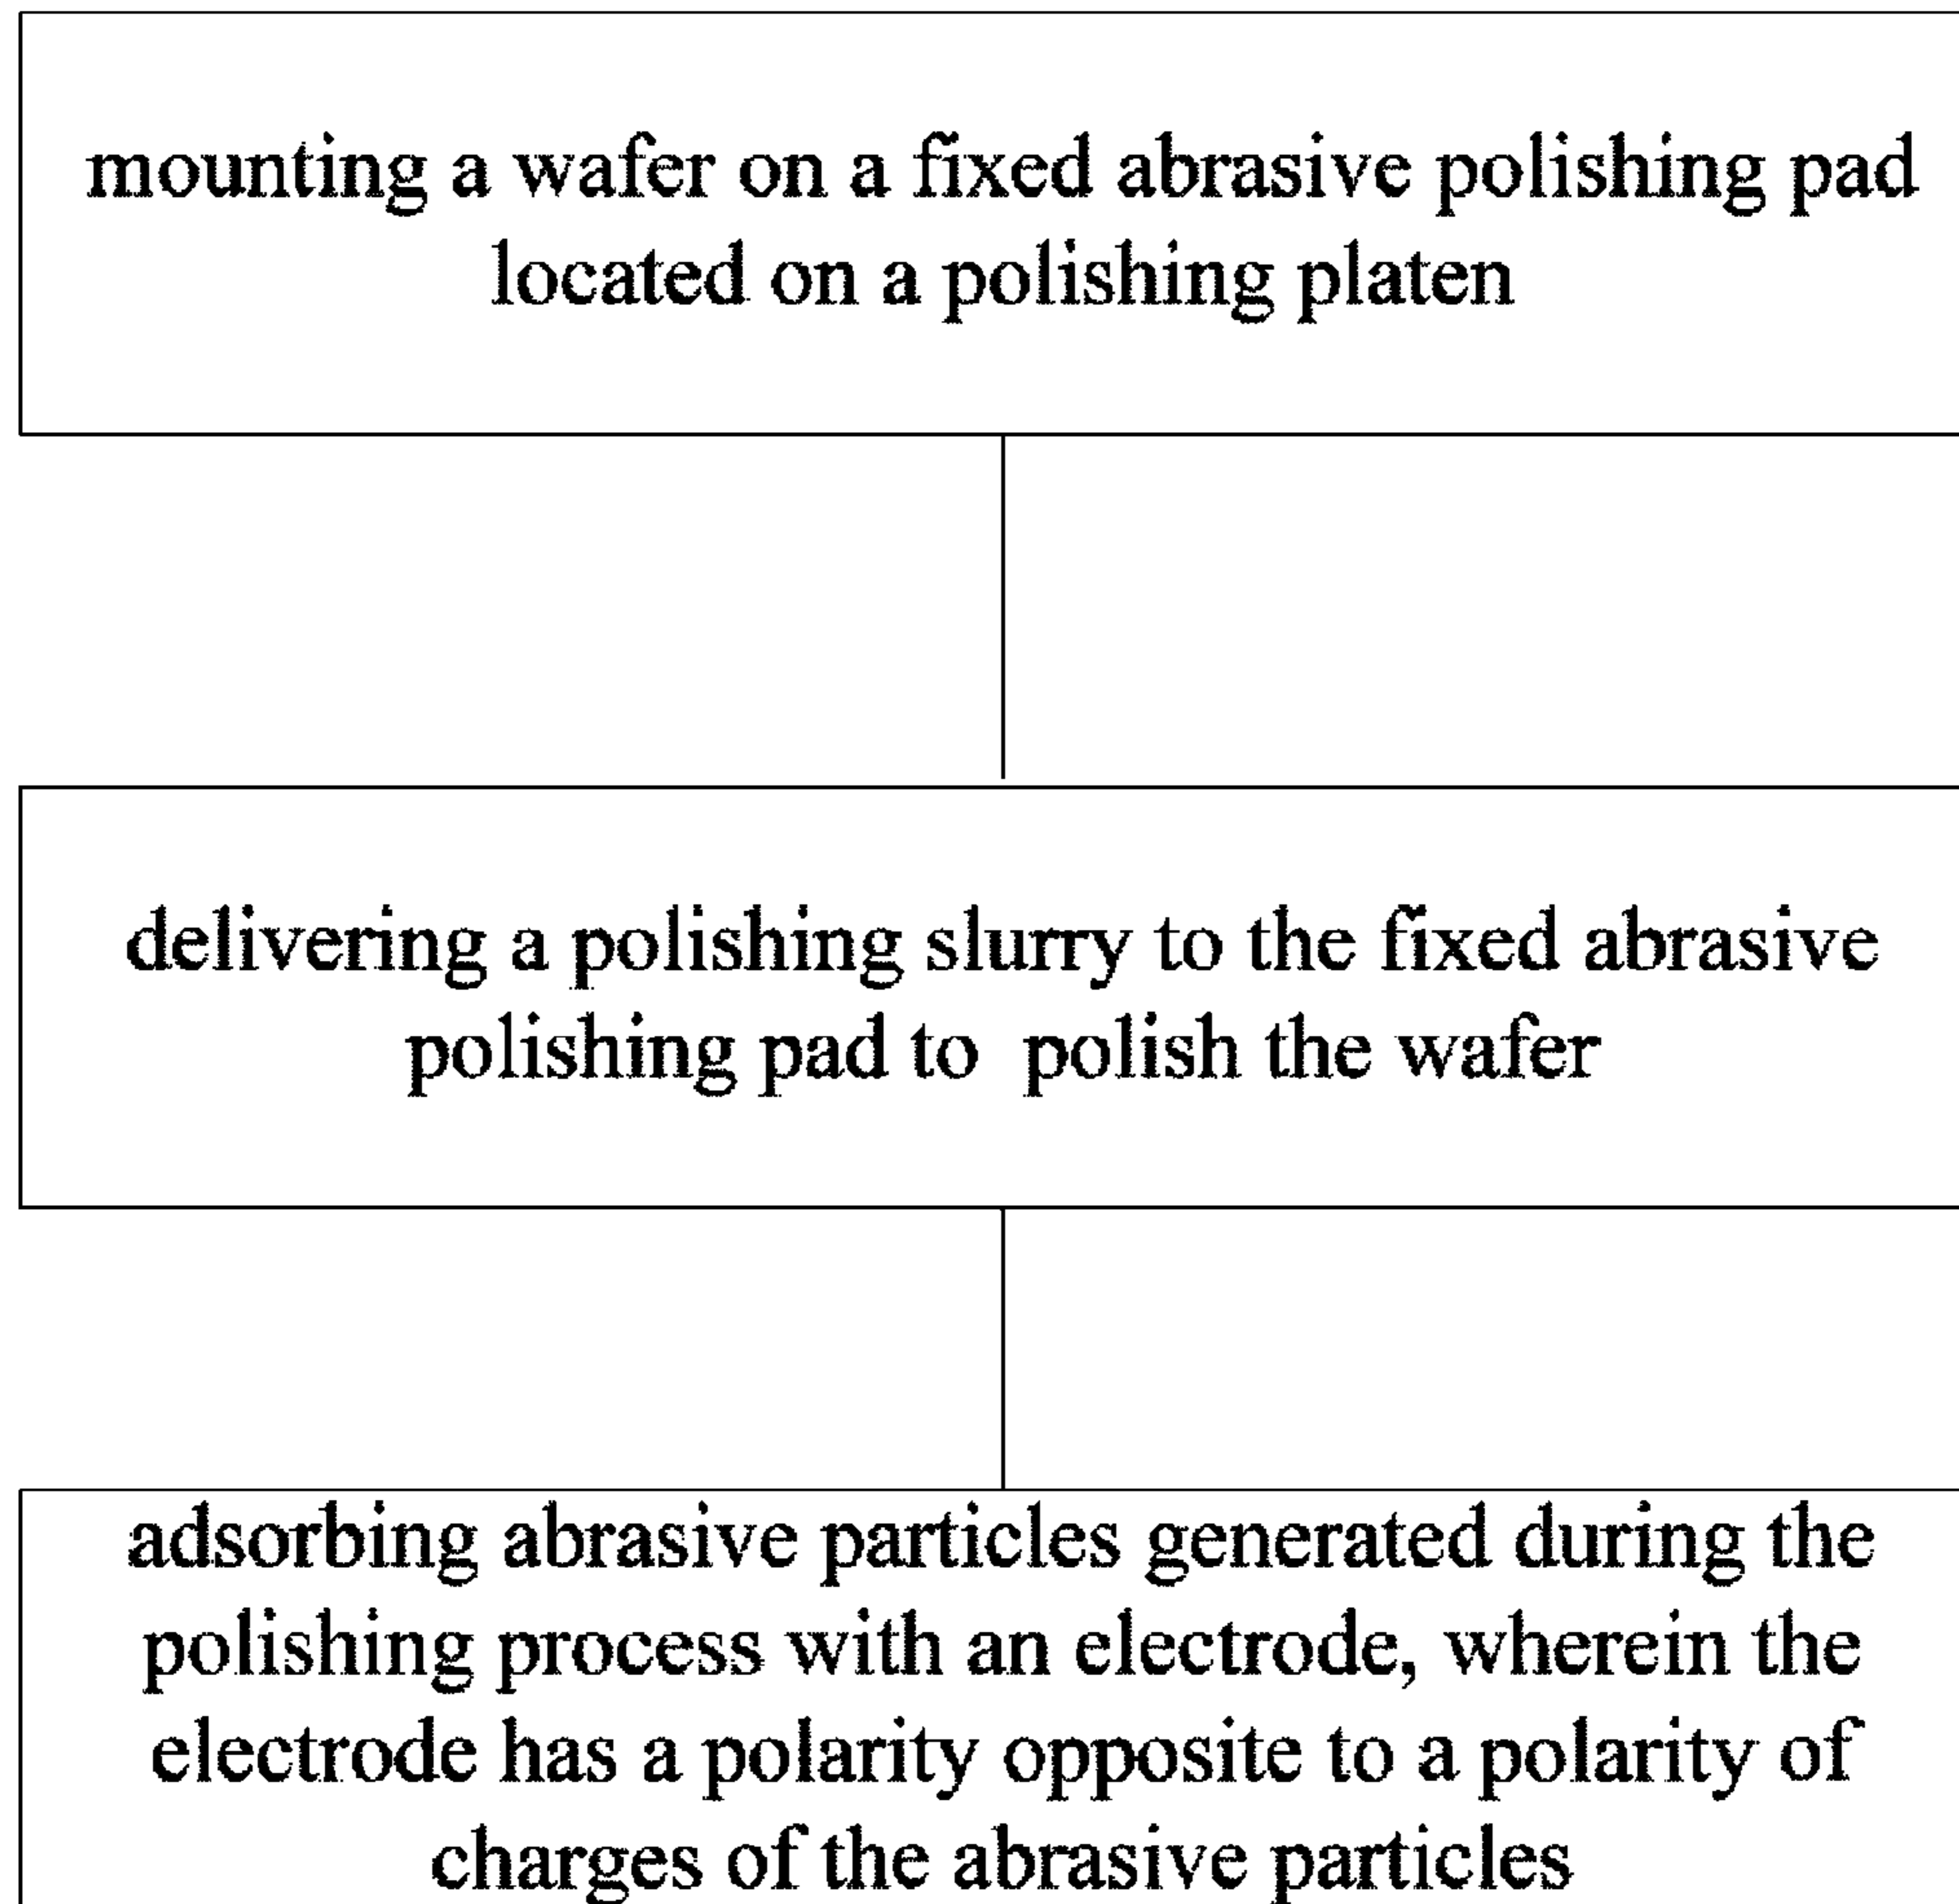 mounting a wafer on a fixed abrasive polishing pad
located on a polishing platen
delivering a polishing slurry to the fixed abrasive
polishing pad to  polish the wafer
adsorbing abrasive particles generated during the
polishing process with an electrode, wherein the
electrode has a polarity opposite to a polarity of
charges of the abrasive particles